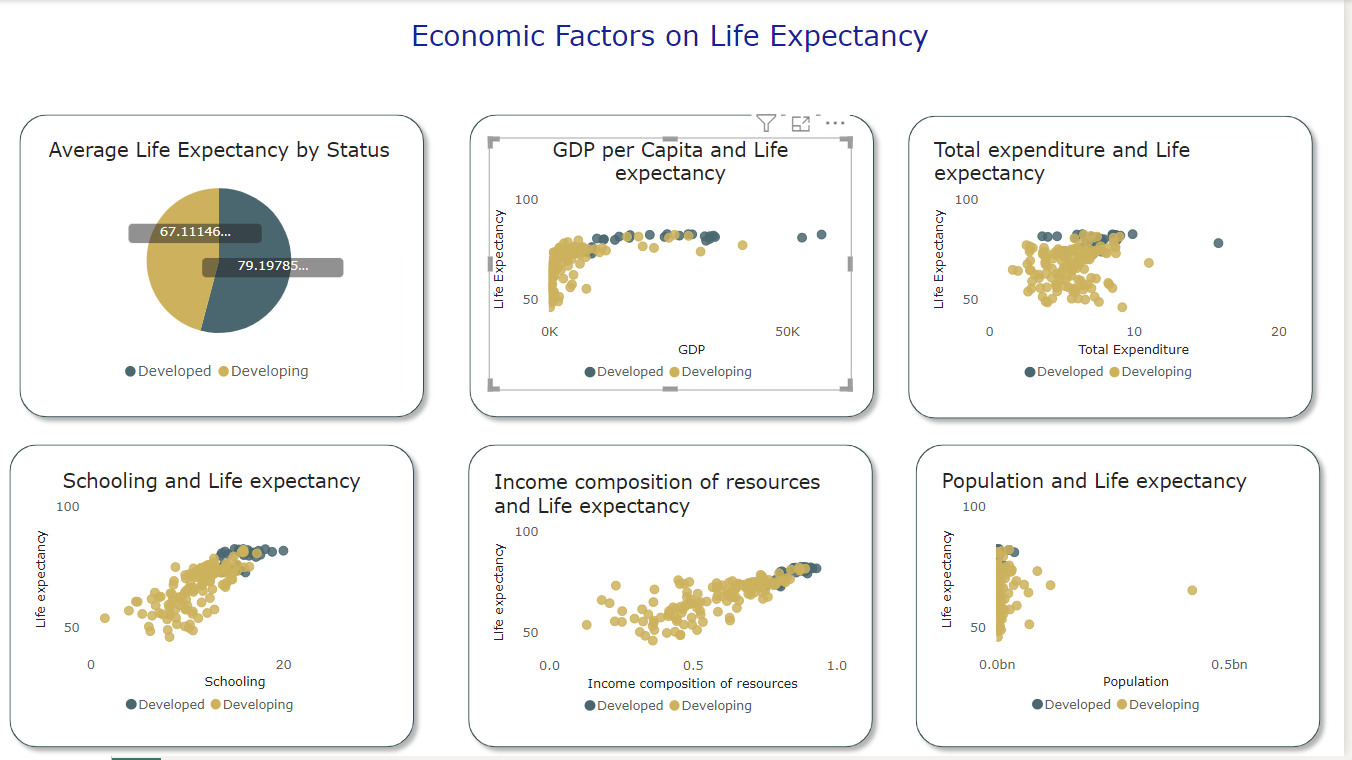 Economic Factors on Life Expectancy
Average Life Expectancy by Status
67.11146...
79.19785...
Developed Developing
GDP per Capita and Life
expectancy
LIfe Expectancy
100
50
0K 50K
GDP
Developed Developing
Total expenditure and Life
expectancy
LIfe Expectancy
100
50
0 10 20
Total Expenditure
Developed Developing
Schooling and Life expectancy
LIfe expectancy
100
50
0 20
Schooling
Developed Developing
Income composition of resources
and Life expectancy
LIfe expectancy
100
50
0.0 0.5 1.0
Income composition of resources
Developed Developing
Population and Life expectancy
LIfe expectancy
100
50
0.0bn 0.5bn
Population
Developed Developing